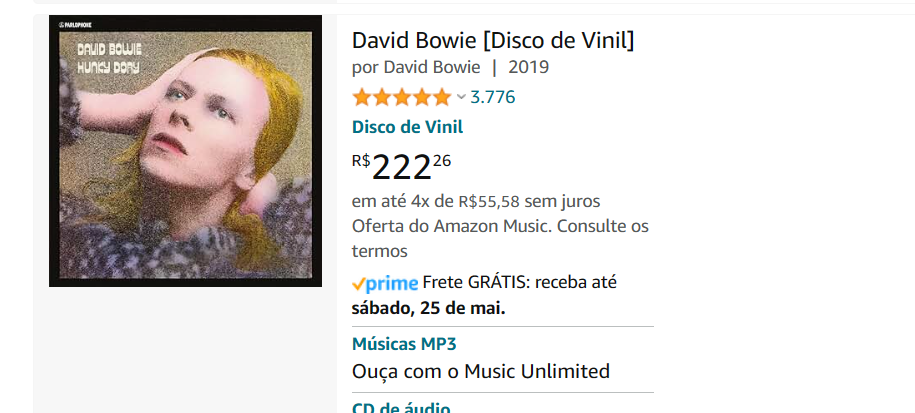 PARLOPHONE
DAVID BOWIE
HUNKY DORY
David Bowie [Disco de Vinil]
por David Bowie | 2019
3.776
Disco de Vinil
R$22226
em até 4x de R$55,58 sem juros
Oferta do Amazon Music. Consulte os
termos
prime Frete GRÁTIS: receba até
sábado, 25 de mai.
Músicas MP3
Ouça com o Music Unlimited
CD de áudio